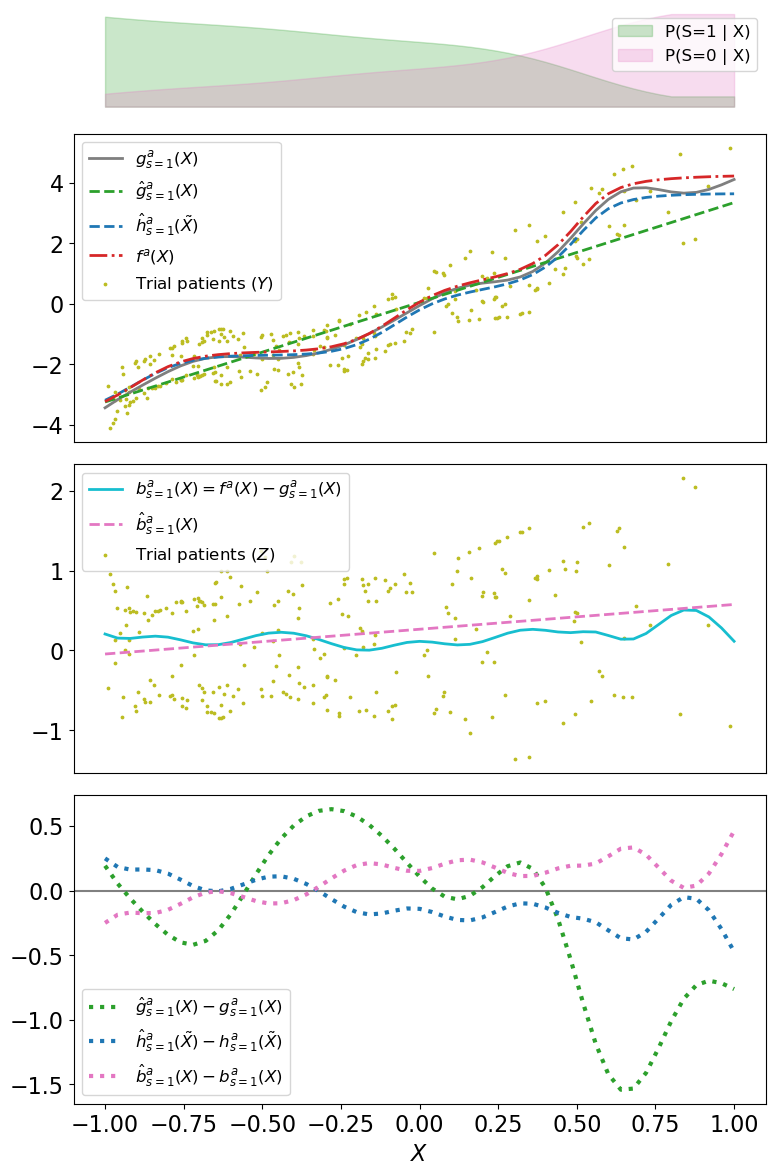 P(S=1 | X)
P(S=0 | X)
g^a_{s=1}(X)
ĝ^a_{s=1}(X)
ĥ^a_{s=1}(X̃)
f^a(X)
Trial patients (Y)
4
2
0
−2
−4
b^a_{s=1}(X) = f^a(X) − g^a_{s=1}(X)
b̂^a_{s=1}(X)
Trial patients (Z)
2
1
0
−1
0.5
0.0
−0.5
−1.0
−1.5
ĝ^a_{s=1}(X) − g^a_{s=1}(X)
ĥ^a_{s=1}(X̃) − h^a_{s=1}(X̃)
b̂^a_{s=1}(X) − b^a_{s=1}(X)
−1.00 −0.75 −0.50 −0.25 0.00 0.25 0.50 0.75 1.00
X